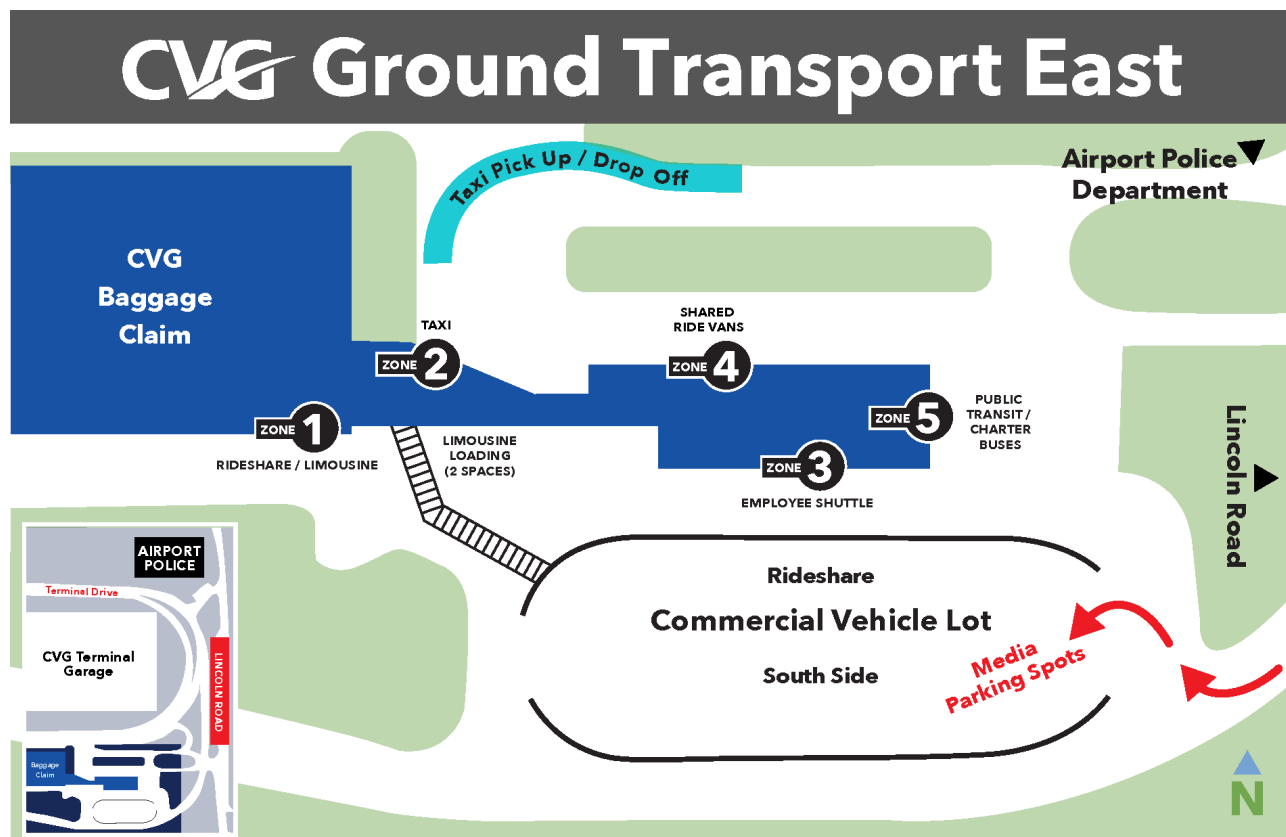 CVG Ground Transport East
Taxi Pick Up / Drop Off
Airport Police
Department
CVG
Baggage
Claim
TAXI
ZONE 2
SHARED
RIDE VANS
ZONE 4
ZONE 1
RIDESHARE / LIMOUSINE
LIMOUSINE
LOADING
(2 SPACES)
ZONE 5
PUBLIC
TRANSIT /
CHARTER
BUSES
ZONE 3
EMPLOYEE SHUTTLE
Lincoln Road
Rideshare
Commercial Vehicle Lot
South Side
Media
Parking Spots
AIRPORT
POLICE
Terminal Drive
CVG Terminal
Garage
LINCOLN ROAD
Baggage
Claim
N